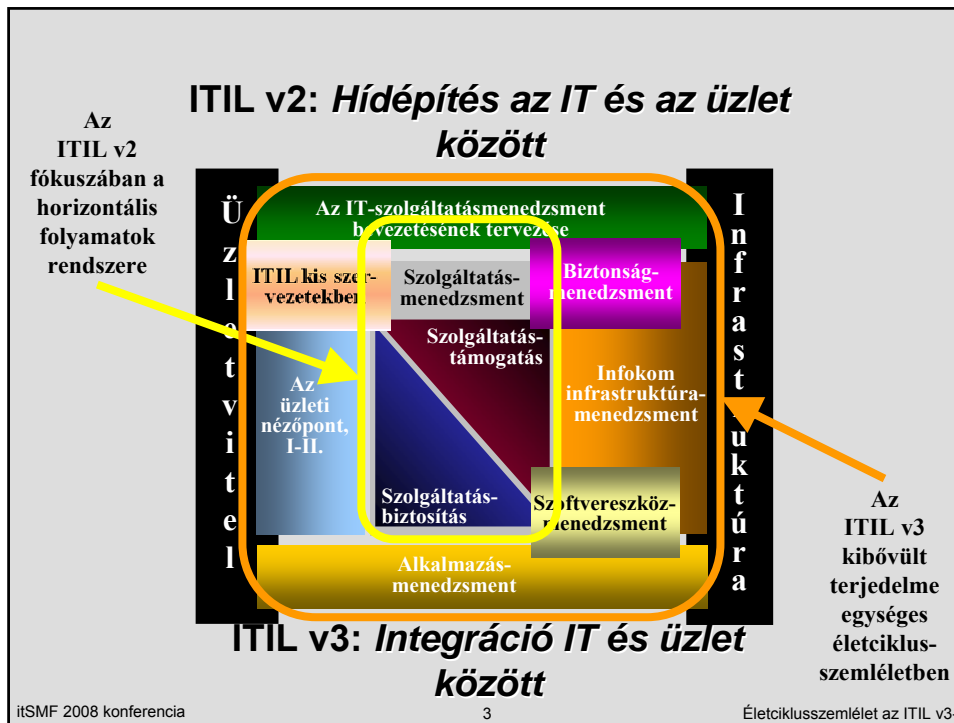 ITIL v2: Hídépítés az IT és az üzlet
között
Az
ITIL v2
fókuszában a
horizontális
folyamatok
rendszere
Üzletvitel
Az IT-szolgáltatásmenedzsment
bevezetésének tervezése
ITIL kis szer-
vezetekben
Szolgáltatás-
menedzsment
Biztonság-
menedzsment
Szolgáltatás-
támogatás
Az
üzleti
nézőpont,
I-II.
Infokom
infrastruktúra-
menedzsment
Szolgáltatás-
biztosítás
Szoftvereszköz-
menedzsment
Alkalmazás-
menedzsment
Infrastruktúra
Az
ITIL v3
kibővült
terjedelme
egységes
életciklus-
szemléletben
ITIL v3: Integráció IT és üzlet
között
itSMF 2008 konferencia
3
Életciklusszemlélet az ITIL v3-